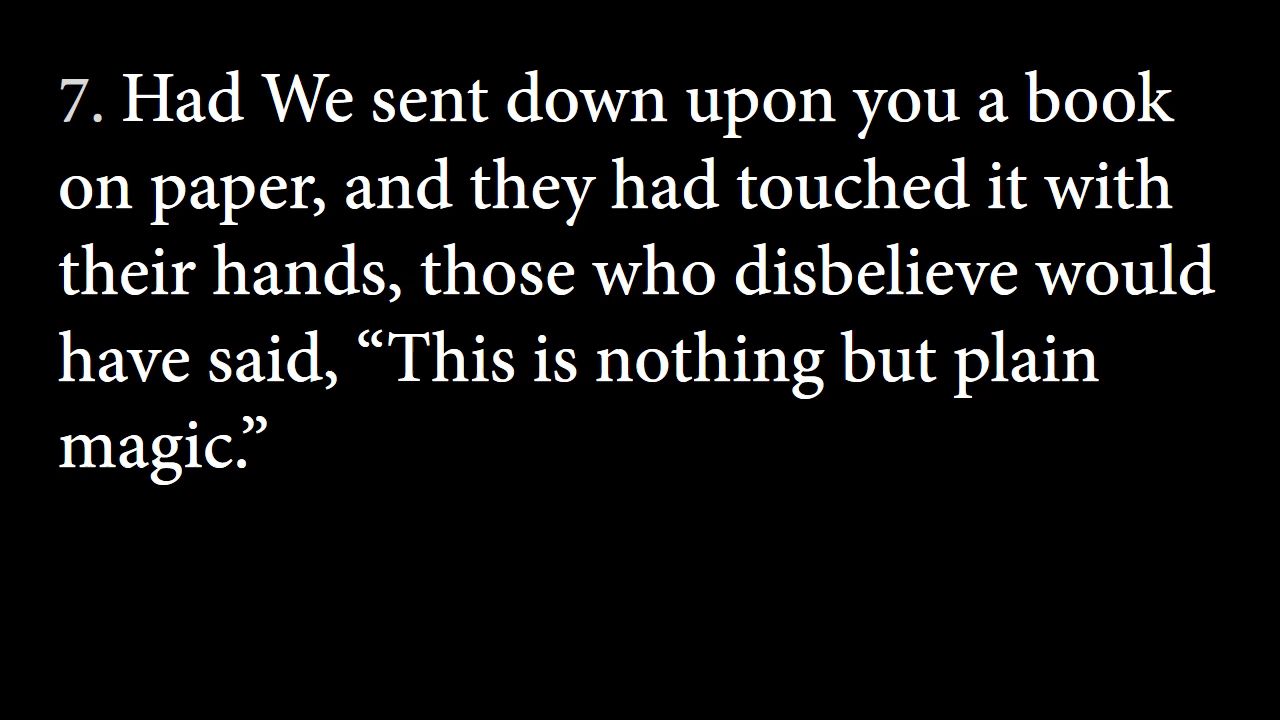 7. Had We sent down upon you a book
on paper, and they had touched it with
their hands, those who disbelieve would
have said, “This is nothing but plain
magic.”